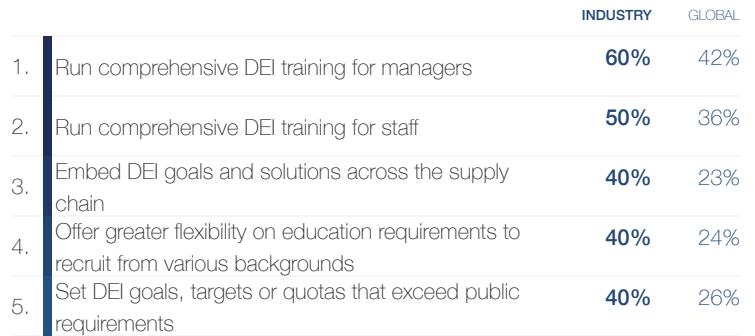 INDUSTRY GLOBAL
1. Run comprehensive DEI training for managers 60% 42%
2. Run comprehensive DEI training for staff 50% 36%
3. Embed DEI goals and solutions across the supply chain 40% 23%
4. Offer greater flexibility on education requirements to recruit from various backgrounds 40% 24%
5. Set DEI goals, targets or quotas that exceed public requirements 40% 26%